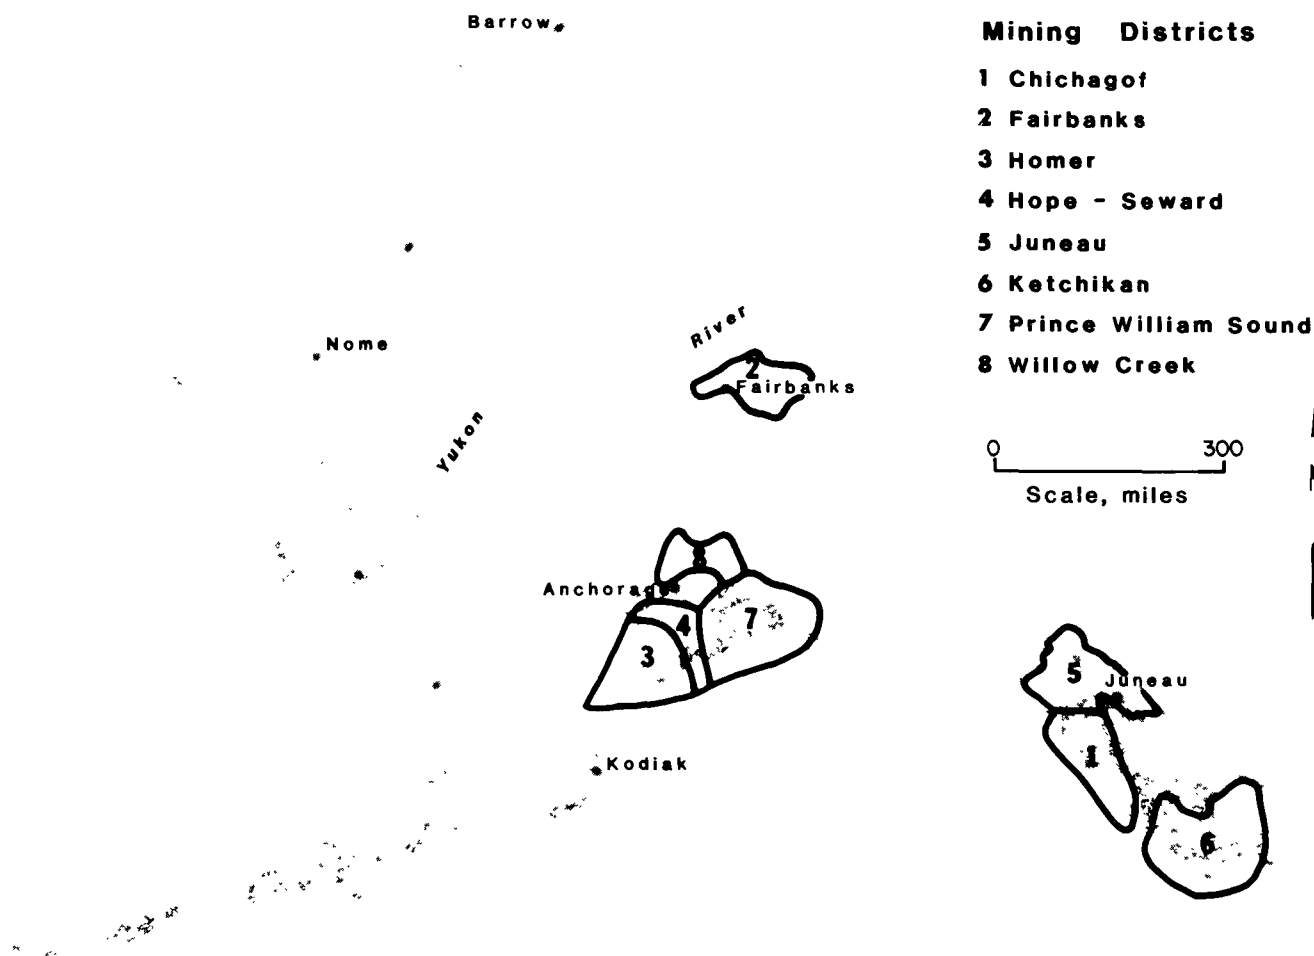 Barrow
Mining Districts
1 Chichagof
2 Fairbanks
3 Homer
4 Hope - Seward
5 Juneau
6 Ketchikan
7 Prince William Sound
8 Willow Creek
River
Nome
2
Fairbanks
Yukon
0 300
Scale, miles
8
Anchorage
7
4
3
5
Juneau
1
Kodiak
6